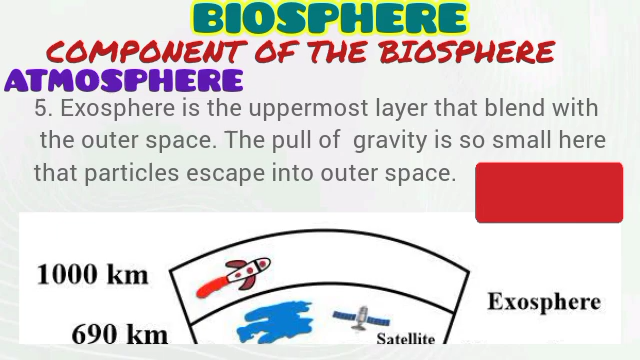 BIOSPHERE
COMPONENT OF THE BIOSPHERE
ATMOSPHERE
5. Exosphere is the uppermost layer that blend with
the outer space. The pull of gravity is so small here
that particles escape into outer space.
1000 km
Exosphere
690 km
Satellite